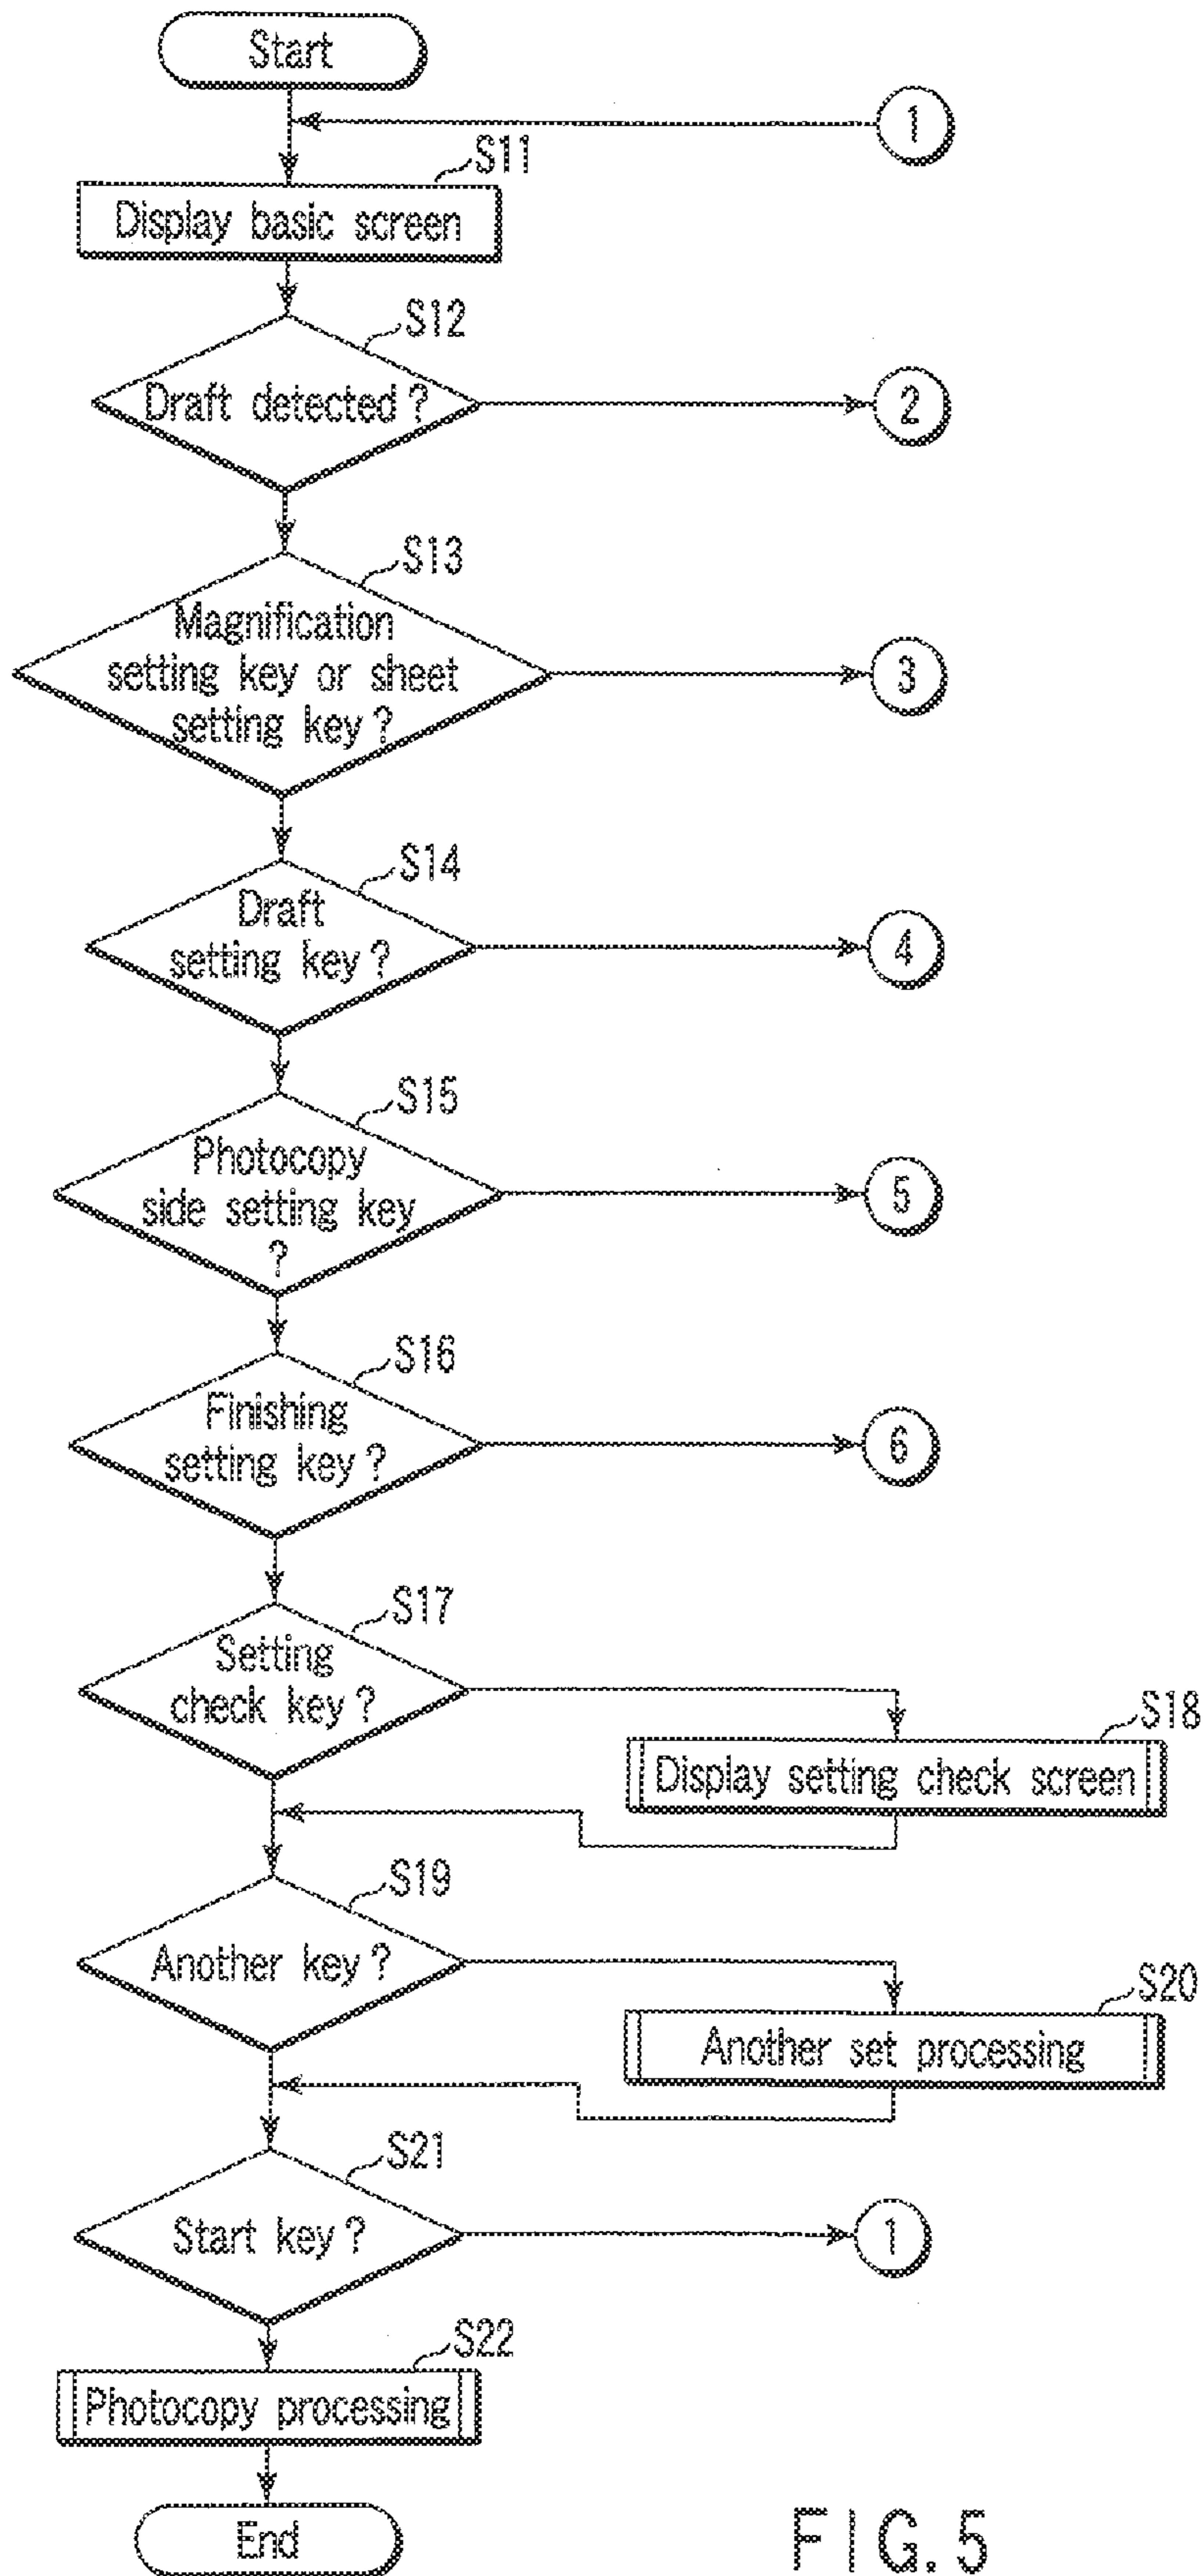 Start
1
S11
Display basic screen
S12
Draft detected ?
2
S13
Magnification
setting key or sheet
setting key ?
3
S14
Draft
setting key ?
4
S15
Photocopy
side setting key
?
5
S16
Finishing
setting key ?
6
S17
Setting
check key ?
S18
Display setting check screen
S19
Another key ?
S20
Another set processing
S21
Start key ?
1
S22
Photocopy processing
End
FIG. 5